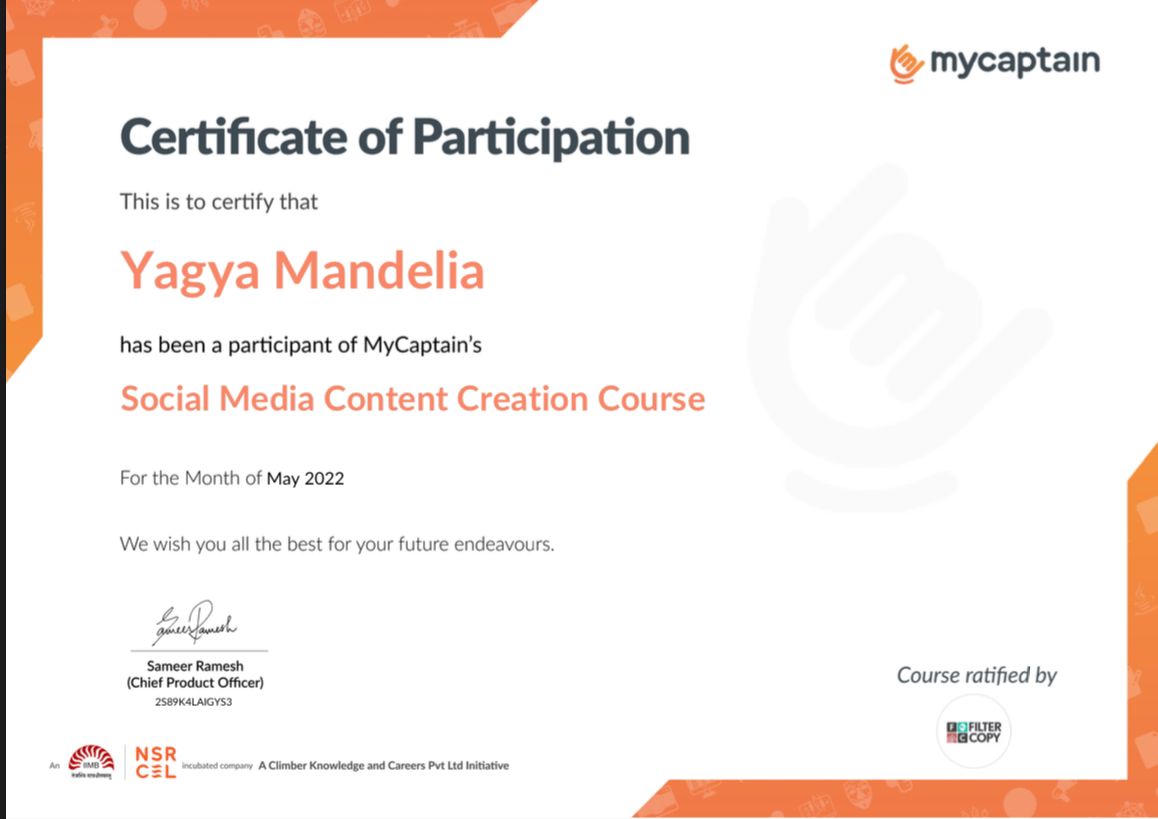 mycaptain
Certificate of Participation
This is to certify that
Yagya Mandelia
has been a participant of MyCaptain's
Social Media Content Creation Course
For the Month of May 2022
We wish you all the best for your future endeavours.
Sameer Ramesh
Sameer Ramesh
(Chief Product Officer)
2S89K4LAIGYS3
Course ratified by
FILTER
COPY
An IIMB NSR CEL incubated company A Climber Knowledge and Careers Pvt Ltd Initiative